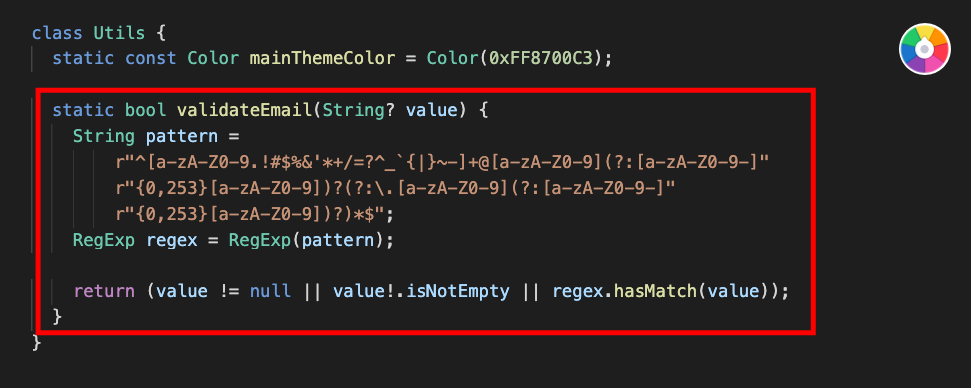 class Utils {
static const Color mainThemeColor = Color(0xFF8700C3);
static bool validateEmail(String? value) {
String pattern =
r"^[a-zA-Z0-9.!#$%&'*+/=?^_`{|}~-]+@[a-zA-Z0-9](?:[a-zA-Z0-9-]"
r"{0,253}[a-zA-Z0-9])?(?:\.[a-zA-Z0-9](?:[a-zA-Z0-9-]"
r"{0,253}[a-zA-Z0-9])?)*$";
RegExp regex = RegExp(pattern);
return (value != null || value!.isNotEmpty || regex.hasMatch(value));
}
}